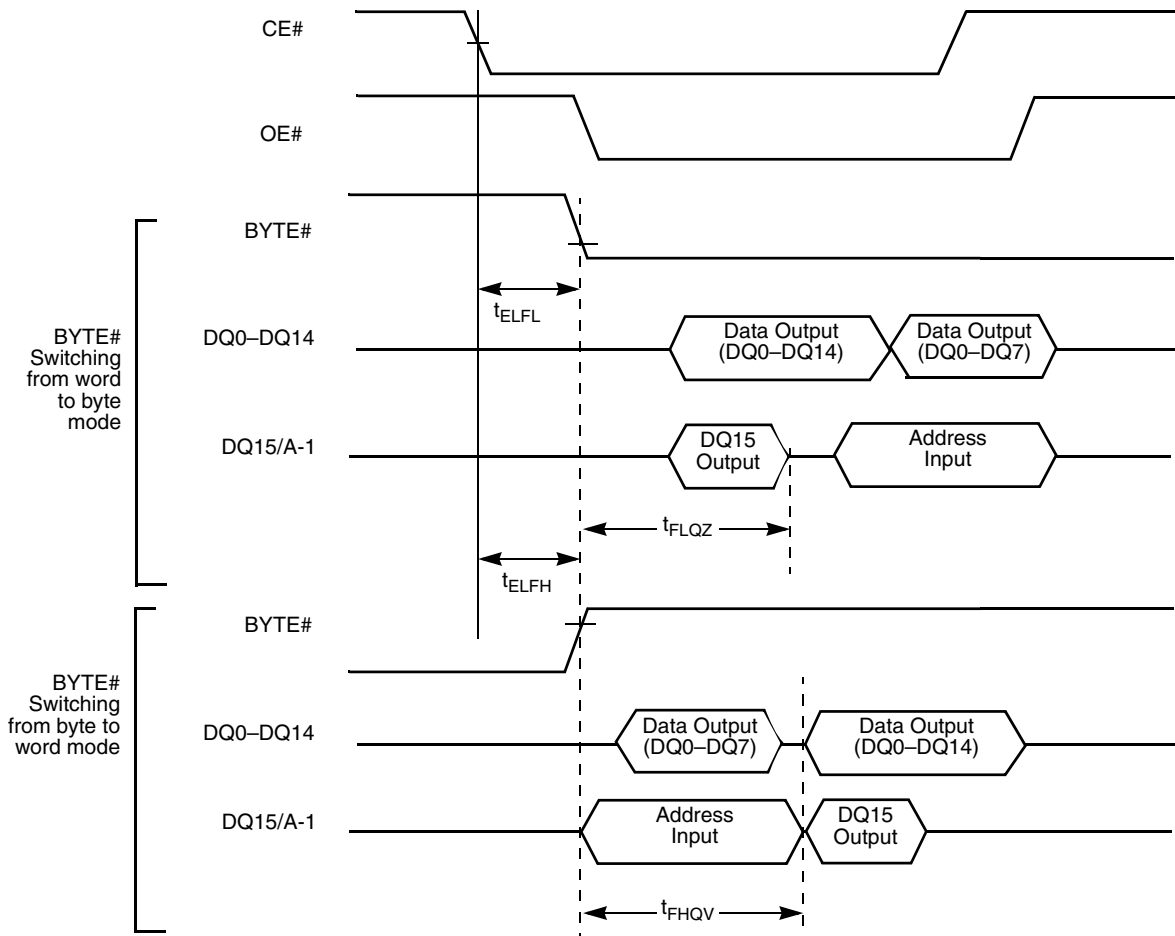 CE#
OE#
BYTE#
BYTE#
Switching
from word
to byte
mode
tELFL
DQ0–DQ14
Data Output
(DQ0–DQ14)
Data Output
(DQ0–DQ7)
DQ15/A-1
DQ15
Output
Address
Input
tFLQZ
tELFH
BYTE#
BYTE#
Switching
from byte to
word mode
DQ0–DQ14
Data Output
(DQ0–DQ7)
Data Output
(DQ0–DQ14)
DQ15/A-1
Address
Input
DQ15
Output
tFHQV